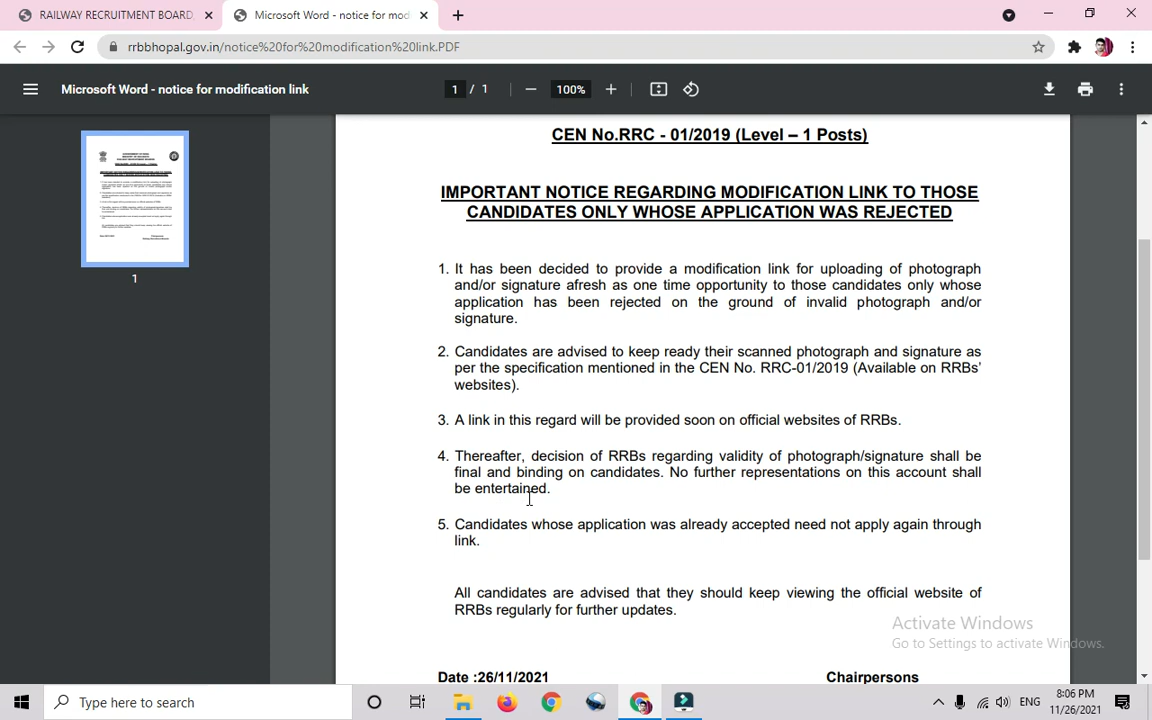 RAILWAY RECRUITMENT BOARD
Microsoft Word - notice for mod
rrbbhopal.gov.in/notice%20for%20modification%20link.PDF
Microsoft Word - notice for modification link
1 / 1
100%
CEN No.RRC - 01/2019 (Level – 1 Posts)
IMPORTANT NOTICE REGARDING MODIFICATION LINK TO THOSE
CANDIDATES ONLY WHOSE APPLICATION WAS REJECTED
1. It has been decided to provide a modification link for uploading of photograph
and/or signature afresh as one time opportunity to those candidates only whose
application has been rejected on the ground of invalid photograph and/or
signature.
2. Candidates are advised to keep ready their scanned photograph and signature as
per the specification mentioned in the CEN No. RRC-01/2019 (Available on RRBs'
websites).
3. A link in this regard will be provided soon on official websites of RRBs.
4. Thereafter, decision of RRBs regarding validity of photograph/signature shall be
final and binding on candidates. No further representations on this account shall
be entertained.
5. Candidates whose application was already accepted need not apply again through
link.
All candidates are advised that they should keep viewing the official website of
RRBs regularly for further updates.
Date :26/11/2021
Chairpersons
1
Activate Windows
Go to Settings to activate Windows.
Type here to search
ENG
8:06 PM
11/26/2021